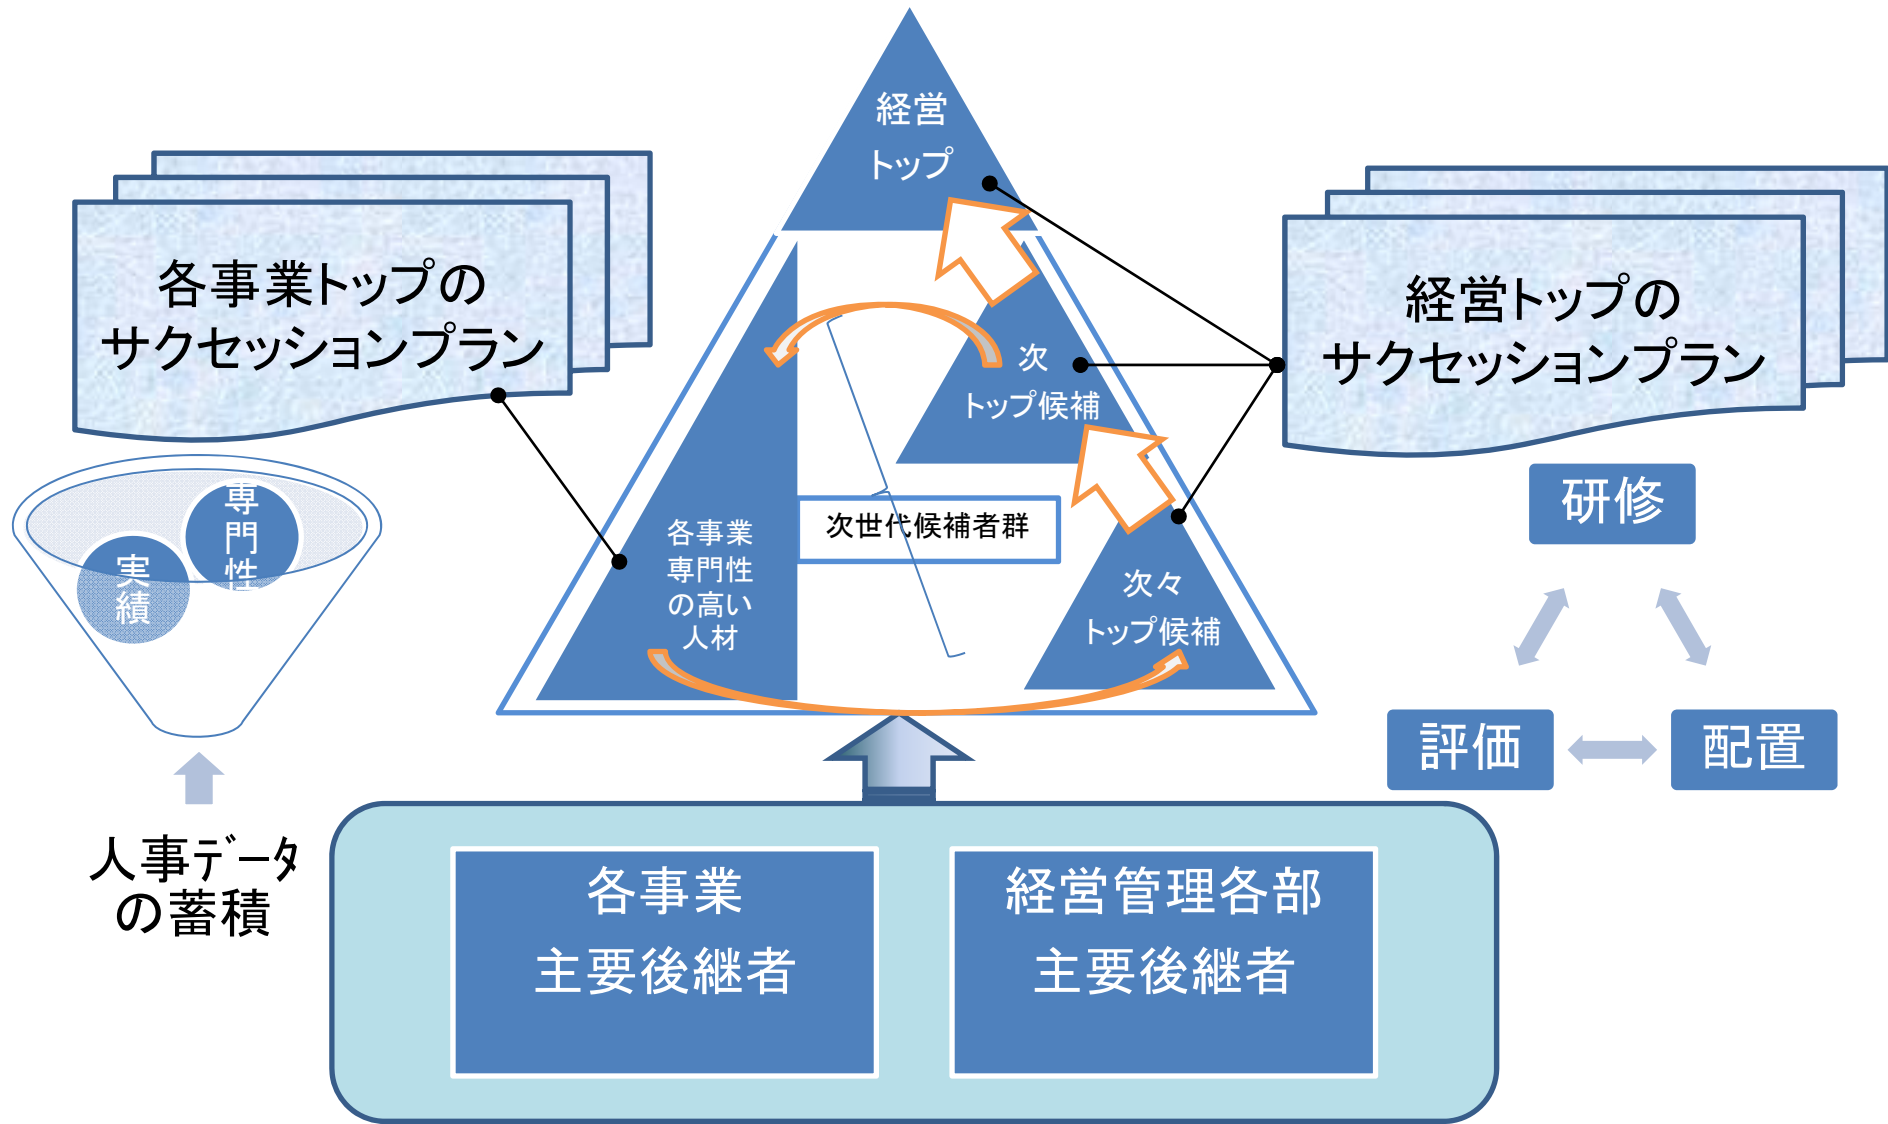 経営
トップ
各事業トップの
サクセッションプラン
経営トップの
サクセッションプラン
次
トップ候補
次世代候補者群
各事業
専門性
の高い
人材
次々
トップ候補
専
門
性
実
績
人事データ
の蓄積
研修
評価
配置
各事業
主要後継者
経営管理各部
主要後継者